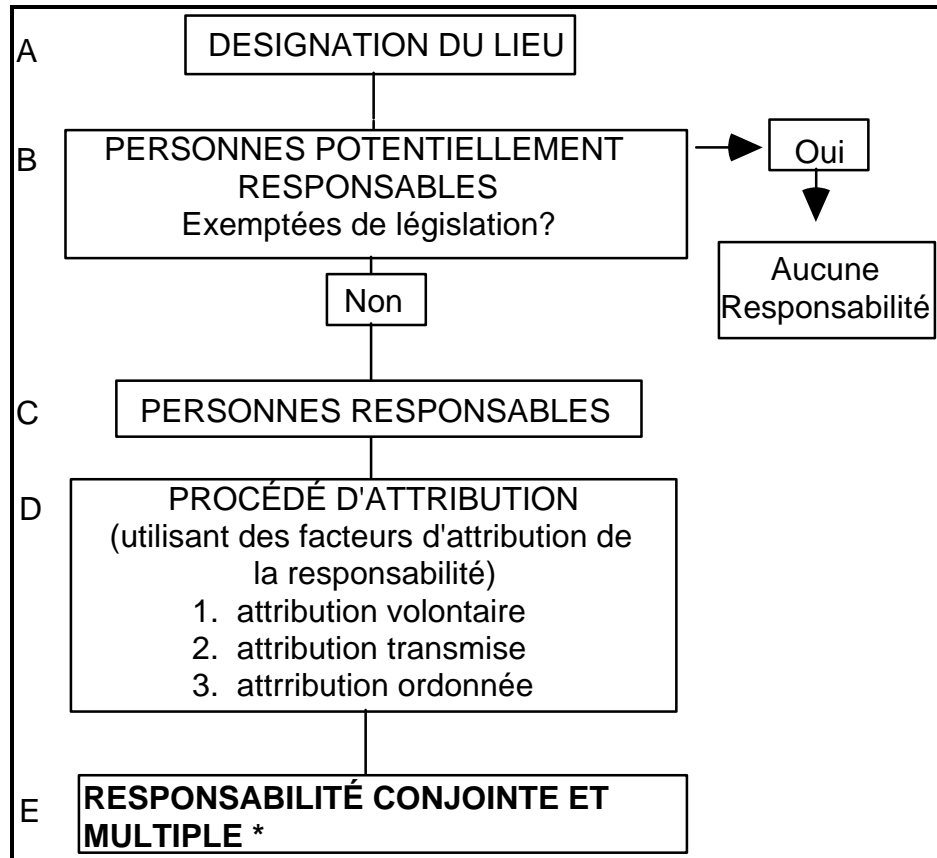 A
DESIGNATION DU LIEU
B
PERSONNES POTENTIELLEMENT
RESPONSABLES
Exemptées de législation?
Oui
Aucune
Responsabilité
Non
C
PERSONNES RESPONSABLES
D
PROCÉDÉ D'ATTRIBUTION
(utilisant des facteurs d'attribution de
la responsabilité)
1. attribution volontaire
2. attribution transmise
3. attrribution ordonnée
E
RESPONSABILITÉ CONJOINTE ET
MULTIPLE *